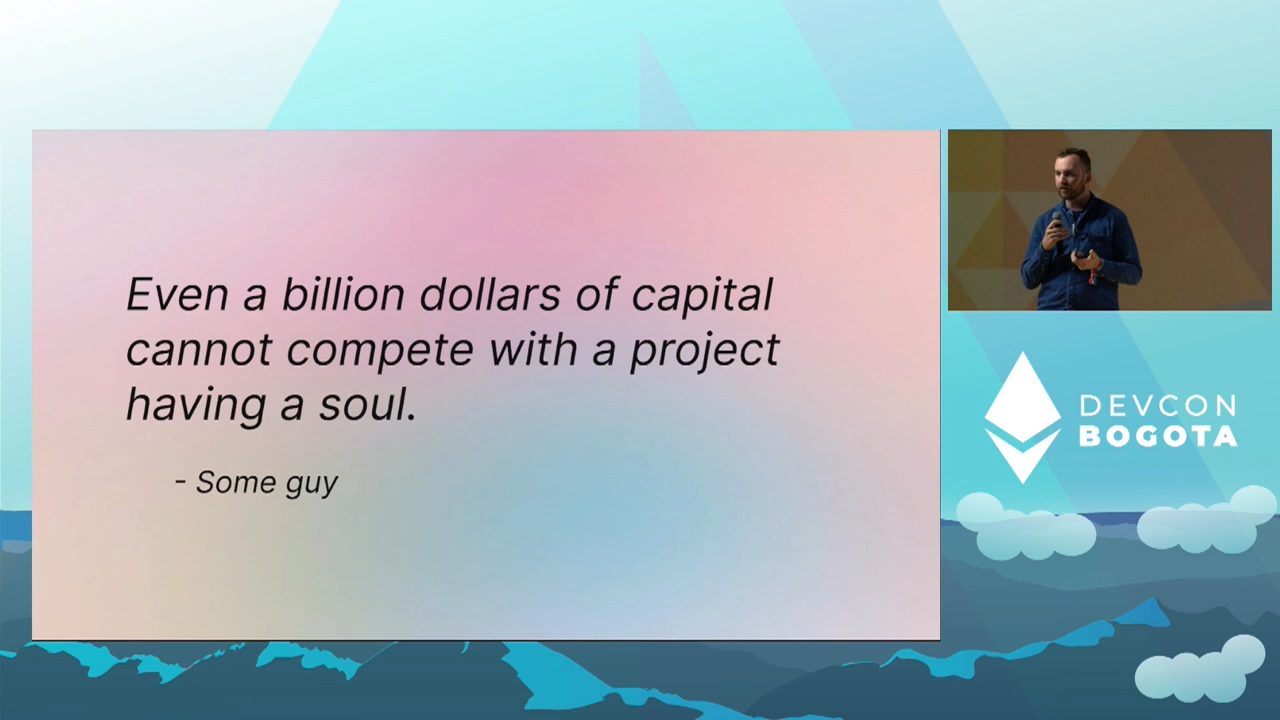 Even a billion dollars of capital
cannot compete with a project
having a soul.
- Some guy
DEVCON
BOGOTA